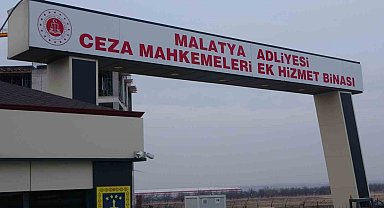 MALATYA ADLİYESİ
CEZA MAHKEMELERİ EK HİZMET BİNASI